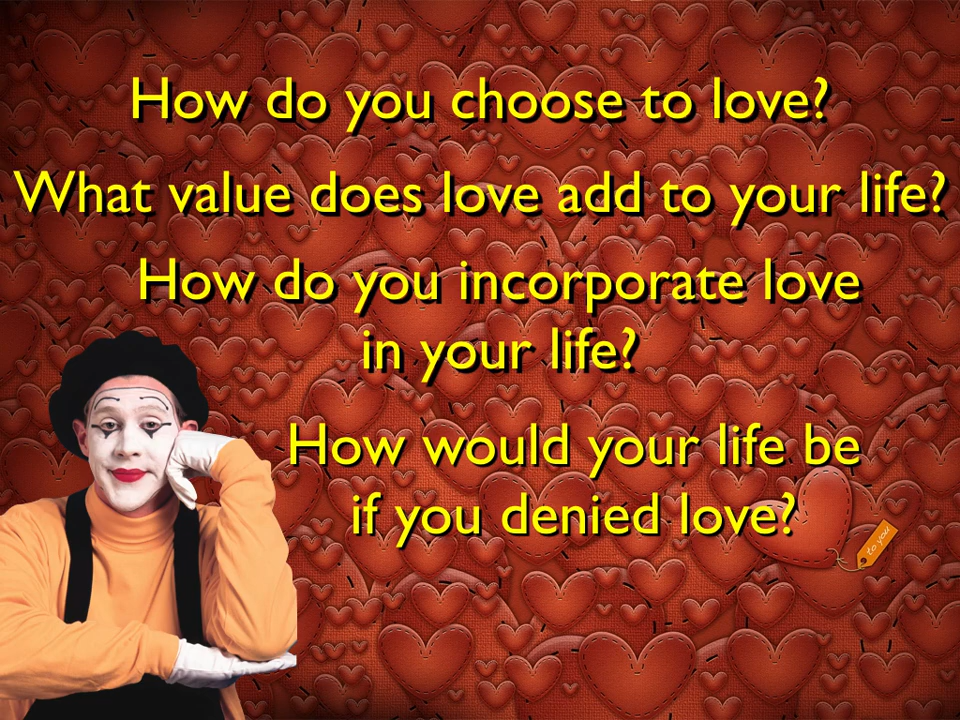 How do you choose to love?
What value does love add to your life?
How do you incorporate love
in your life?
How would your life be
if you denied love?
to you